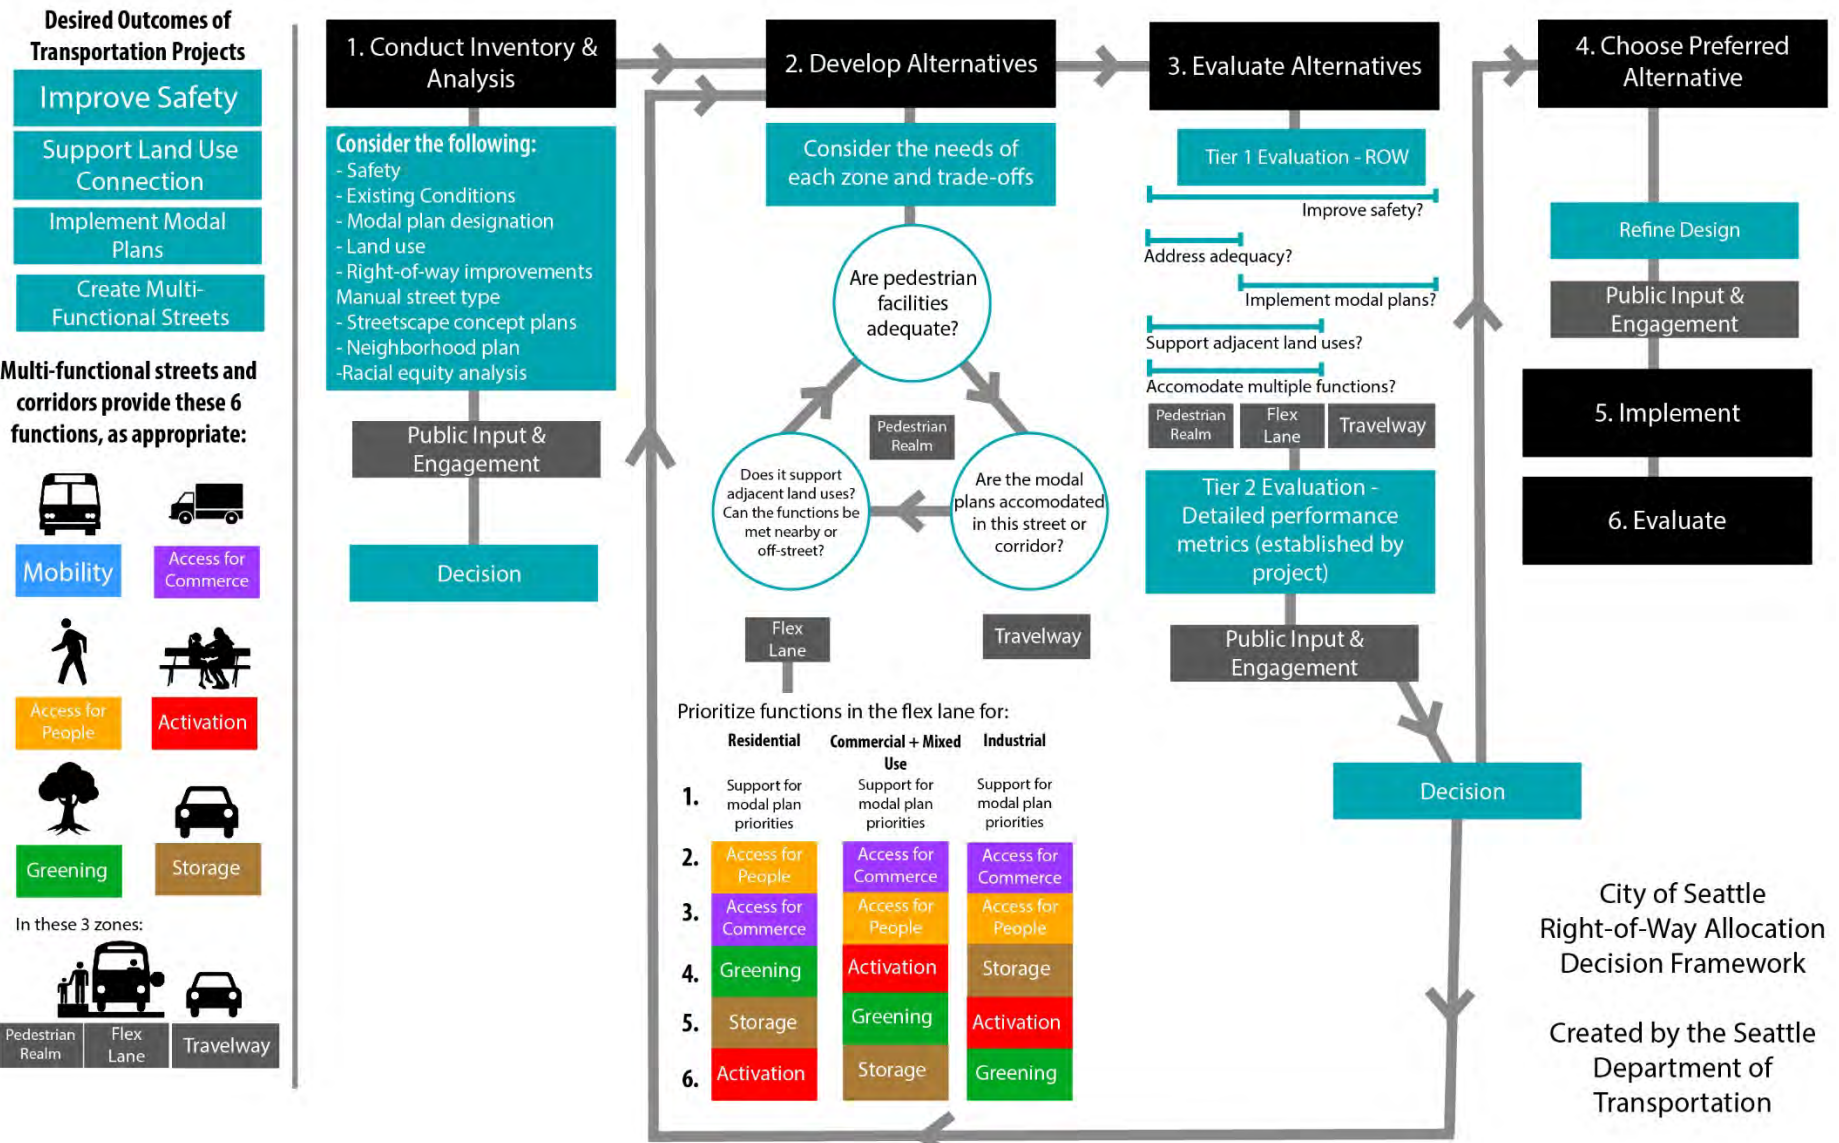 Desired Outcomes of
Transportation Projects
Improve Safety
Support Land Use
Connection
Implement Modal
Plans
Create Multi-
Functional Streets
Multi-functional streets and
corridors provide these 6
functions, as appropriate:
Mobility
Access for
Commerce
Access for
People
Activation
Greening
Storage
In these 3 zones:
Pedestrian
Realm
Flex
Lane
Travelway
1. Conduct Inventory &
Analysis
Consider the following:
- Safety
- Existing Conditions
- Modal plan designation
- Land use
- Right-of-way improvements
Manual street type
- Streetscape concept plans
- Neighborhood plan
-Racial equity analysis
Public Input &
Engagement
Decision
2. Develop Alternatives
Consider the needs of
each zone and trade-offs
Are pedestrian
facilities
adequate?
Pedestrian
Realm
Does it support
adjacent land uses?
Can the functions be
met nearby or
off-street?
Are the modal
plans accomodated
in this street or
corridor?
Flex
Lane
Travelway
Prioritize functions in the flex lane for:
Residential
Commercial + Mixed
Use
Industrial
1.
Support for
modal plan
priorities
Support for
modal plan
priorities
Support for
modal plan
priorities
2.
Access for
People
Access for
Commerce
Access for
Commerce
3.
Access for
Commerce
Access for
People
Access for
People
4.
Greening
Activation
Storage
5.
Storage
Greening
Activation
6.
Activation
Storage
Greening
3. Evaluate Alternatives
Tier 1 Evaluation - ROW
Improve safety?
Address adequacy?
Implement modal plans?
Support adjacent land uses?
Accomodate multiple functions?
Pedestrian
Realm
Flex
Lane
Travelway
Tier 2 Evaluation -
Detailed performance
metrics (established by
project)
Public Input &
Engagement
Decision
4. Choose Preferred
Alternative
Refine Design
Public Input &
Engagement
5. Implement
6. Evaluate
City of Seattle
Right-of-Way Allocation
Decision Framework
Created by the Seattle
Department of
Transportation